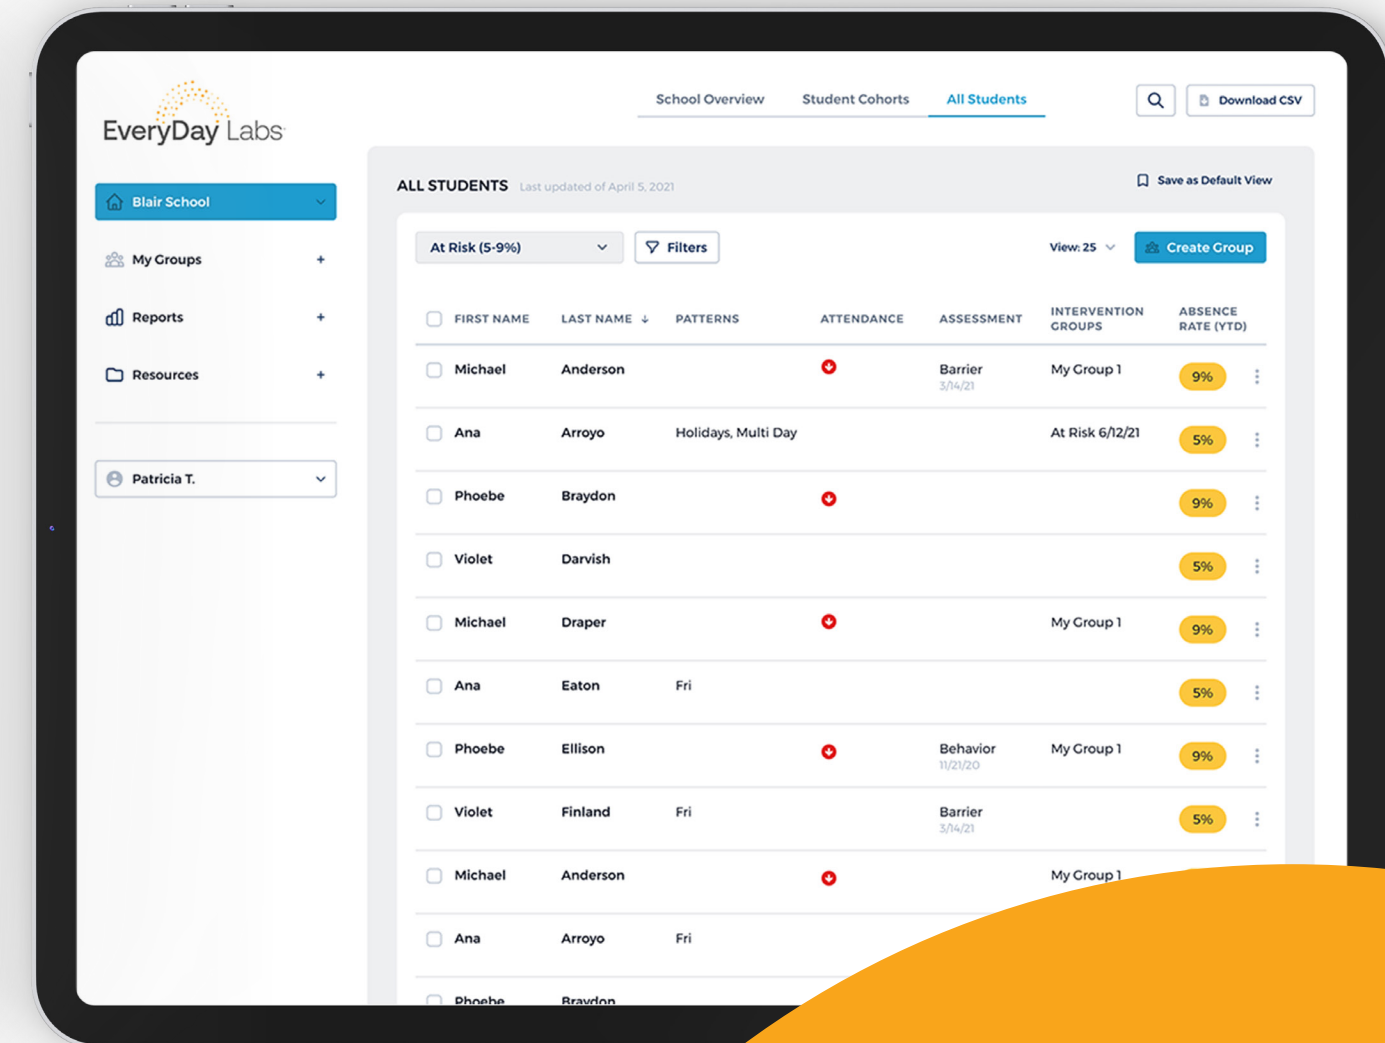 EveryDay Labs
School Overview Student Cohorts All Students Download CSV
Blair School
My Groups +
Reports +
Resources +
Patricia T.
ALL STUDENTS Last updated of April 5, 2021 Save as Default View
At Risk (5-9%) Filters View: 25 Create Group
FIRST NAME LAST NAME ↓ PATTERNS ATTENDANCE ASSESSMENT INTERVENTION GROUPS ABSENCE RATE (YTD)
Michael Anderson Barrier My Group 1 9%
3/14/21
Ana Arroyo Holidays, Multi Day At Risk 6/12/21 5%
Phoebe Braydon 9%
Violet Darvish 5%
Michael Draper My Group 1 9%
Ana Eaton Fri 5%
Phoebe Ellison Behavior My Group 1 9%
11/21/20
Violet Finland Fri Barrier 5%
3/14/21
Michael Anderson My Group 1
Ana Arroyo Fri
Phoebe Braydon